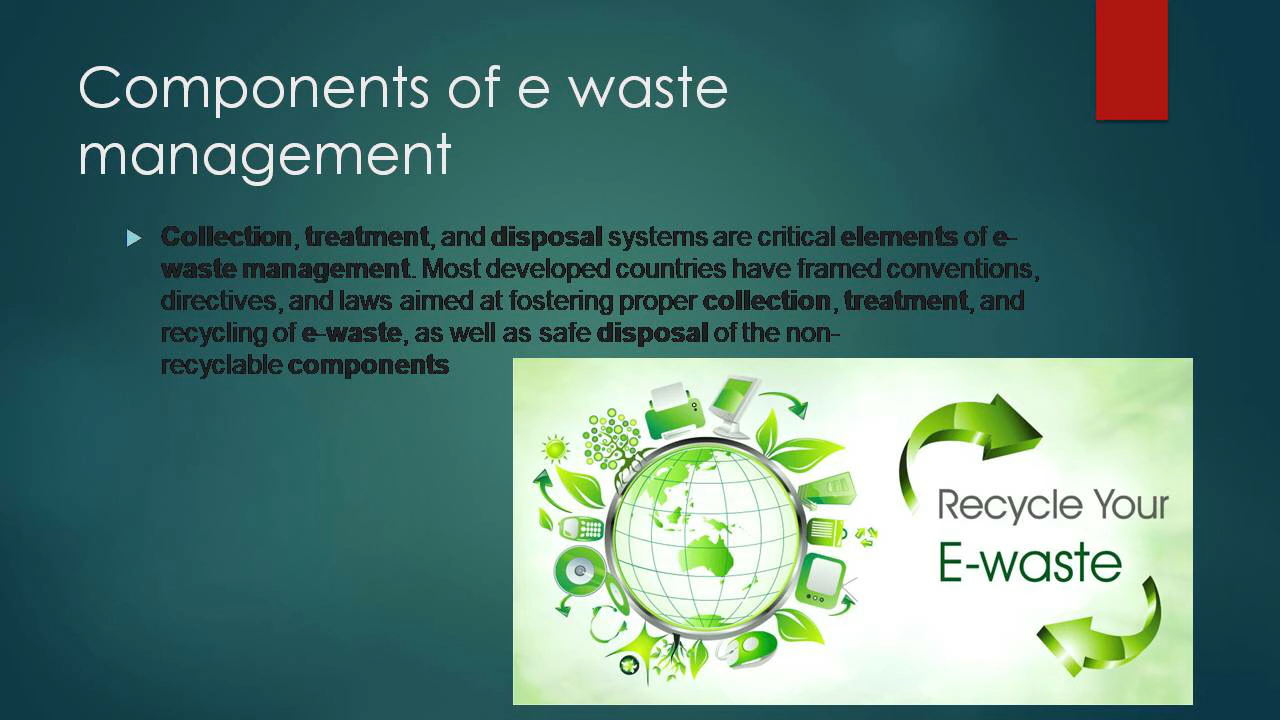 Components of e waste
management
Collection, treatment, and disposal systems are critical elements of e-
waste management. Most developed countries have framed conventions,
directives, and laws aimed at fostering proper collection, treatment, and
recycling of e-waste, as well as safe disposal of the non-
recyclable components
Recycle Your
E-waste